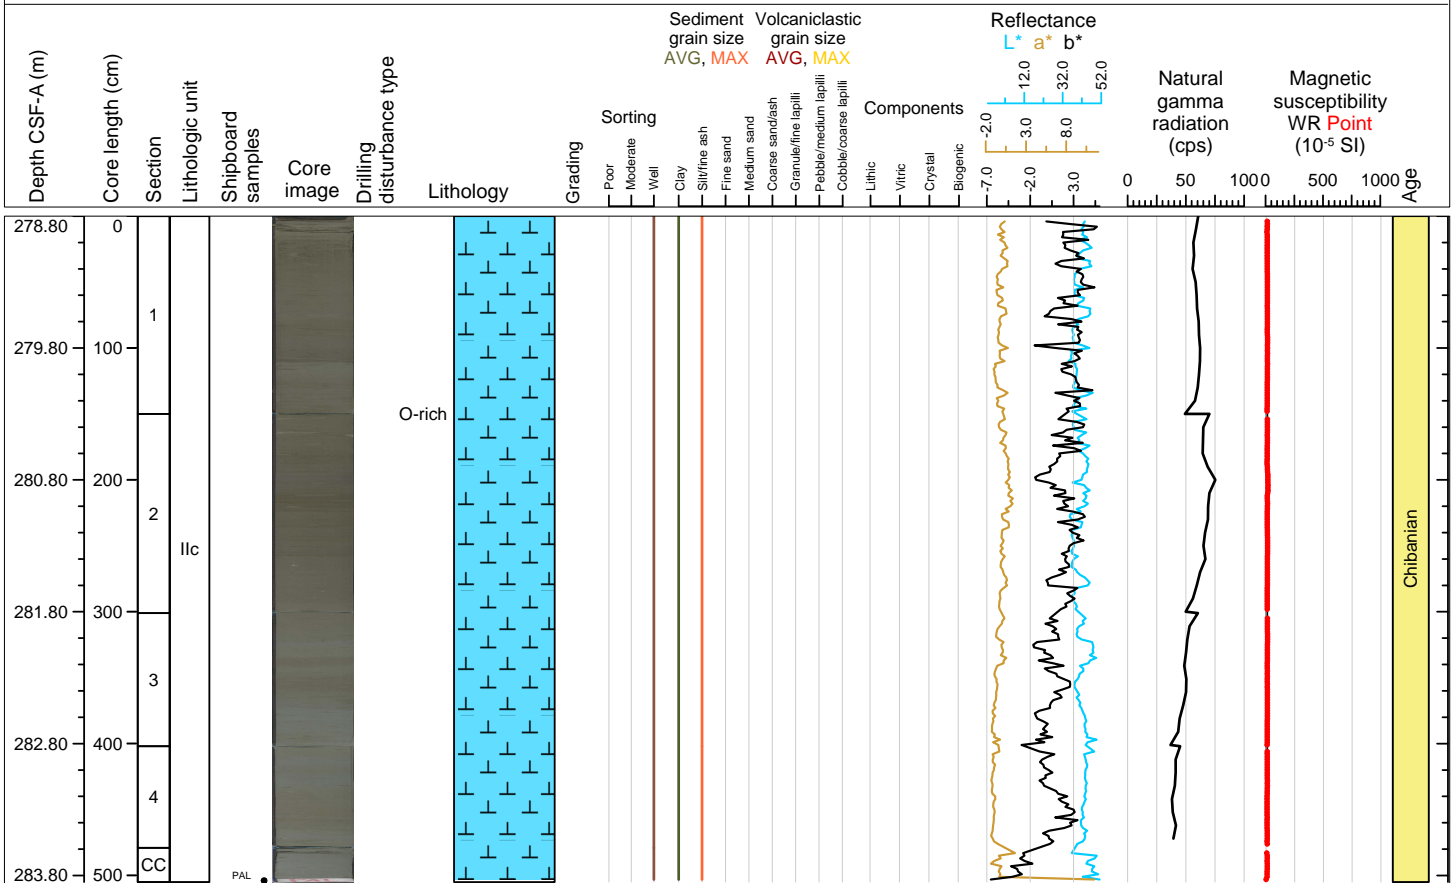 Depth CSF-A (m)
Core length (cm)
Section
Lithologic unit
Shipboard
samples
Core
image
Drilling
disturbance type
Lithology
Grading
Sorting
Poor
Moderate
Well
Sediment
grain size
AVG, MAX
Volcaniclastic
grain size
AVG, MAX
Clay
Silt/fine ash
Fine sand
Medium sand
Coarse sand/ash
Granule/fine lapilli
Pebble/medium lapilli
Cobble/coarse lapilli
Components
Lithic
Vitric
Crystal
Biogenic
Reflectance
L* a* b*
12.0 32.0 52.0
-2.0 3.0 8.0
-7.0 -2.0 3.0
Natural
gamma
radiation
(cps)
0 50 100
Magnetic
susceptibility
WR Point
(10-5 SI)
0 500 1000
Age
278.80 0
279.80 100
280.80 200
281.80 300
282.80 400
283.80 500
1
2
3
4
CC
IIc
PAL
O-rich
Chibanian